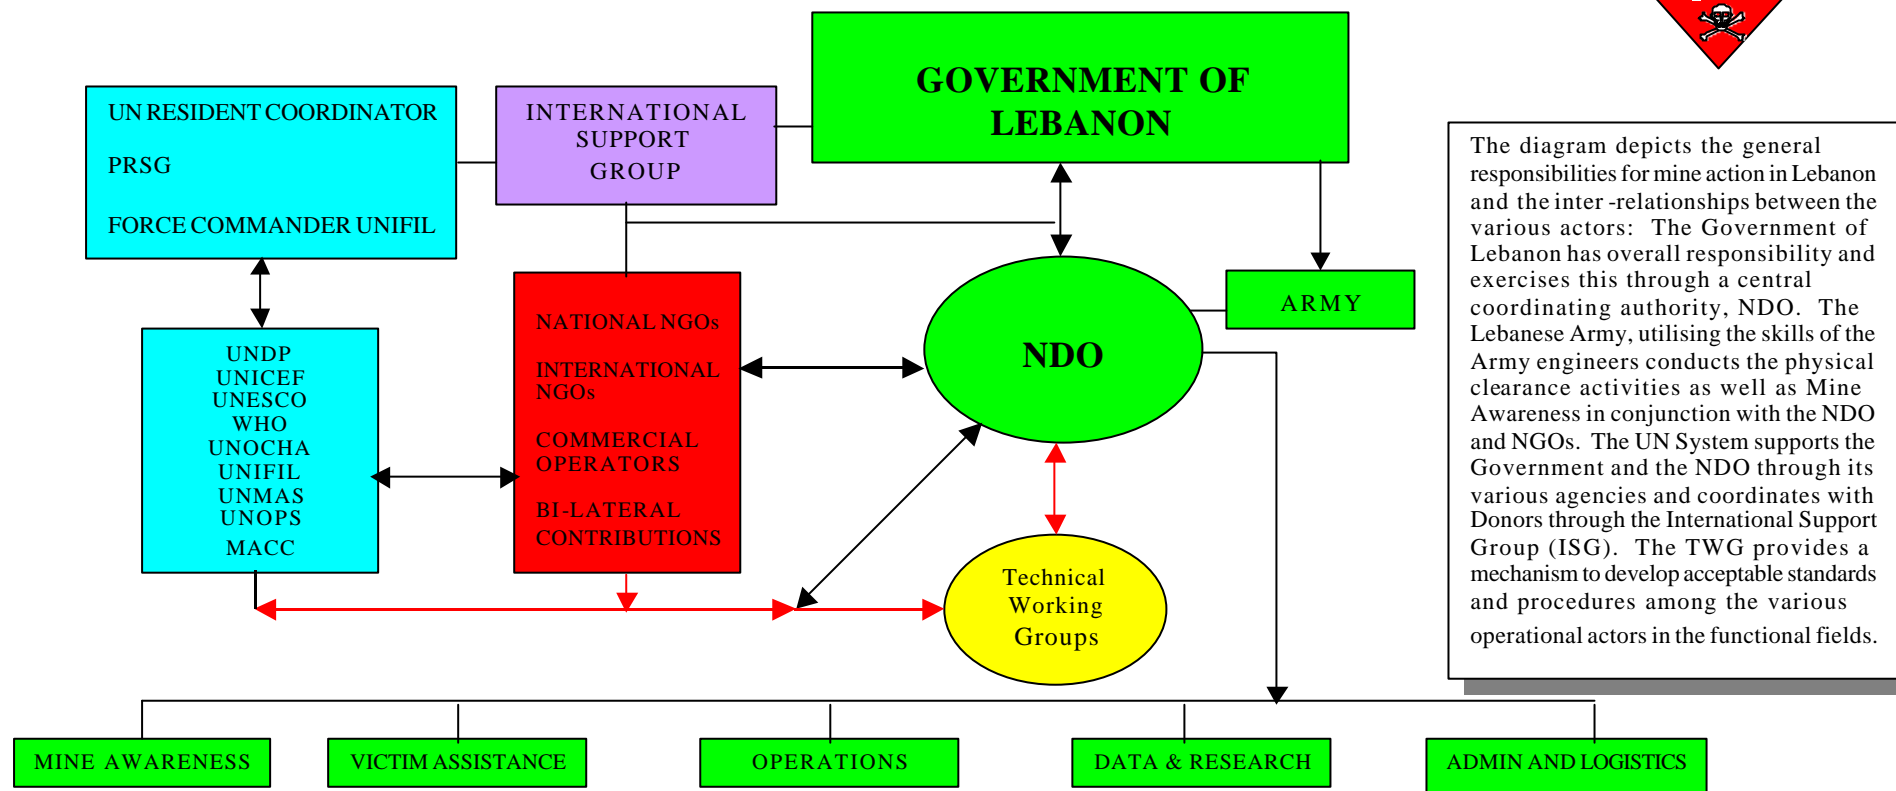 GOVERNMENT OF
LEBANON
UN RESIDENT COORDINATOR
PRSG
FORCE COMMANDER UNIFIL
INTERNATIONAL
SUPPORT
GROUP
ARMY
NDO
NATIONAL NGOs
INTERNATIONAL
NGOs
COMMERCIAL
OPERATORS
BI-LATERAL
CONTRIBUTIONS
UNDP
UNICEF
UNESCO
WHO
UNOCHA
UNIFIL
UNMAS
UNOPS
MACC
Technical
Working
Groups
The diagram depicts the general
responsibilities for mine action in Lebanon
and the inter -relationships between the
various actors: The Government of
Lebanon has overall responsibility and
exercises this through a central
coordinating authority, NDO. The
Lebanese Army, utilising the skills of the
Army engineers conducts the physical
clearance activities as well as Mine
Awareness in conjunction with the NDO
and NGOs. The UN System supports the
Government and the NDO through its
various agencies and coordinates with
Donors through the International Support
Group (ISG). The TWG provides a
mechanism to develop acceptable standards
and procedures among the various
operational actors in the functional fields.
MINE AWARENESS
VICTIM ASSISTANCE
OPERATIONS
DATA & RESEARCH
ADMIN AND LOGISTICS